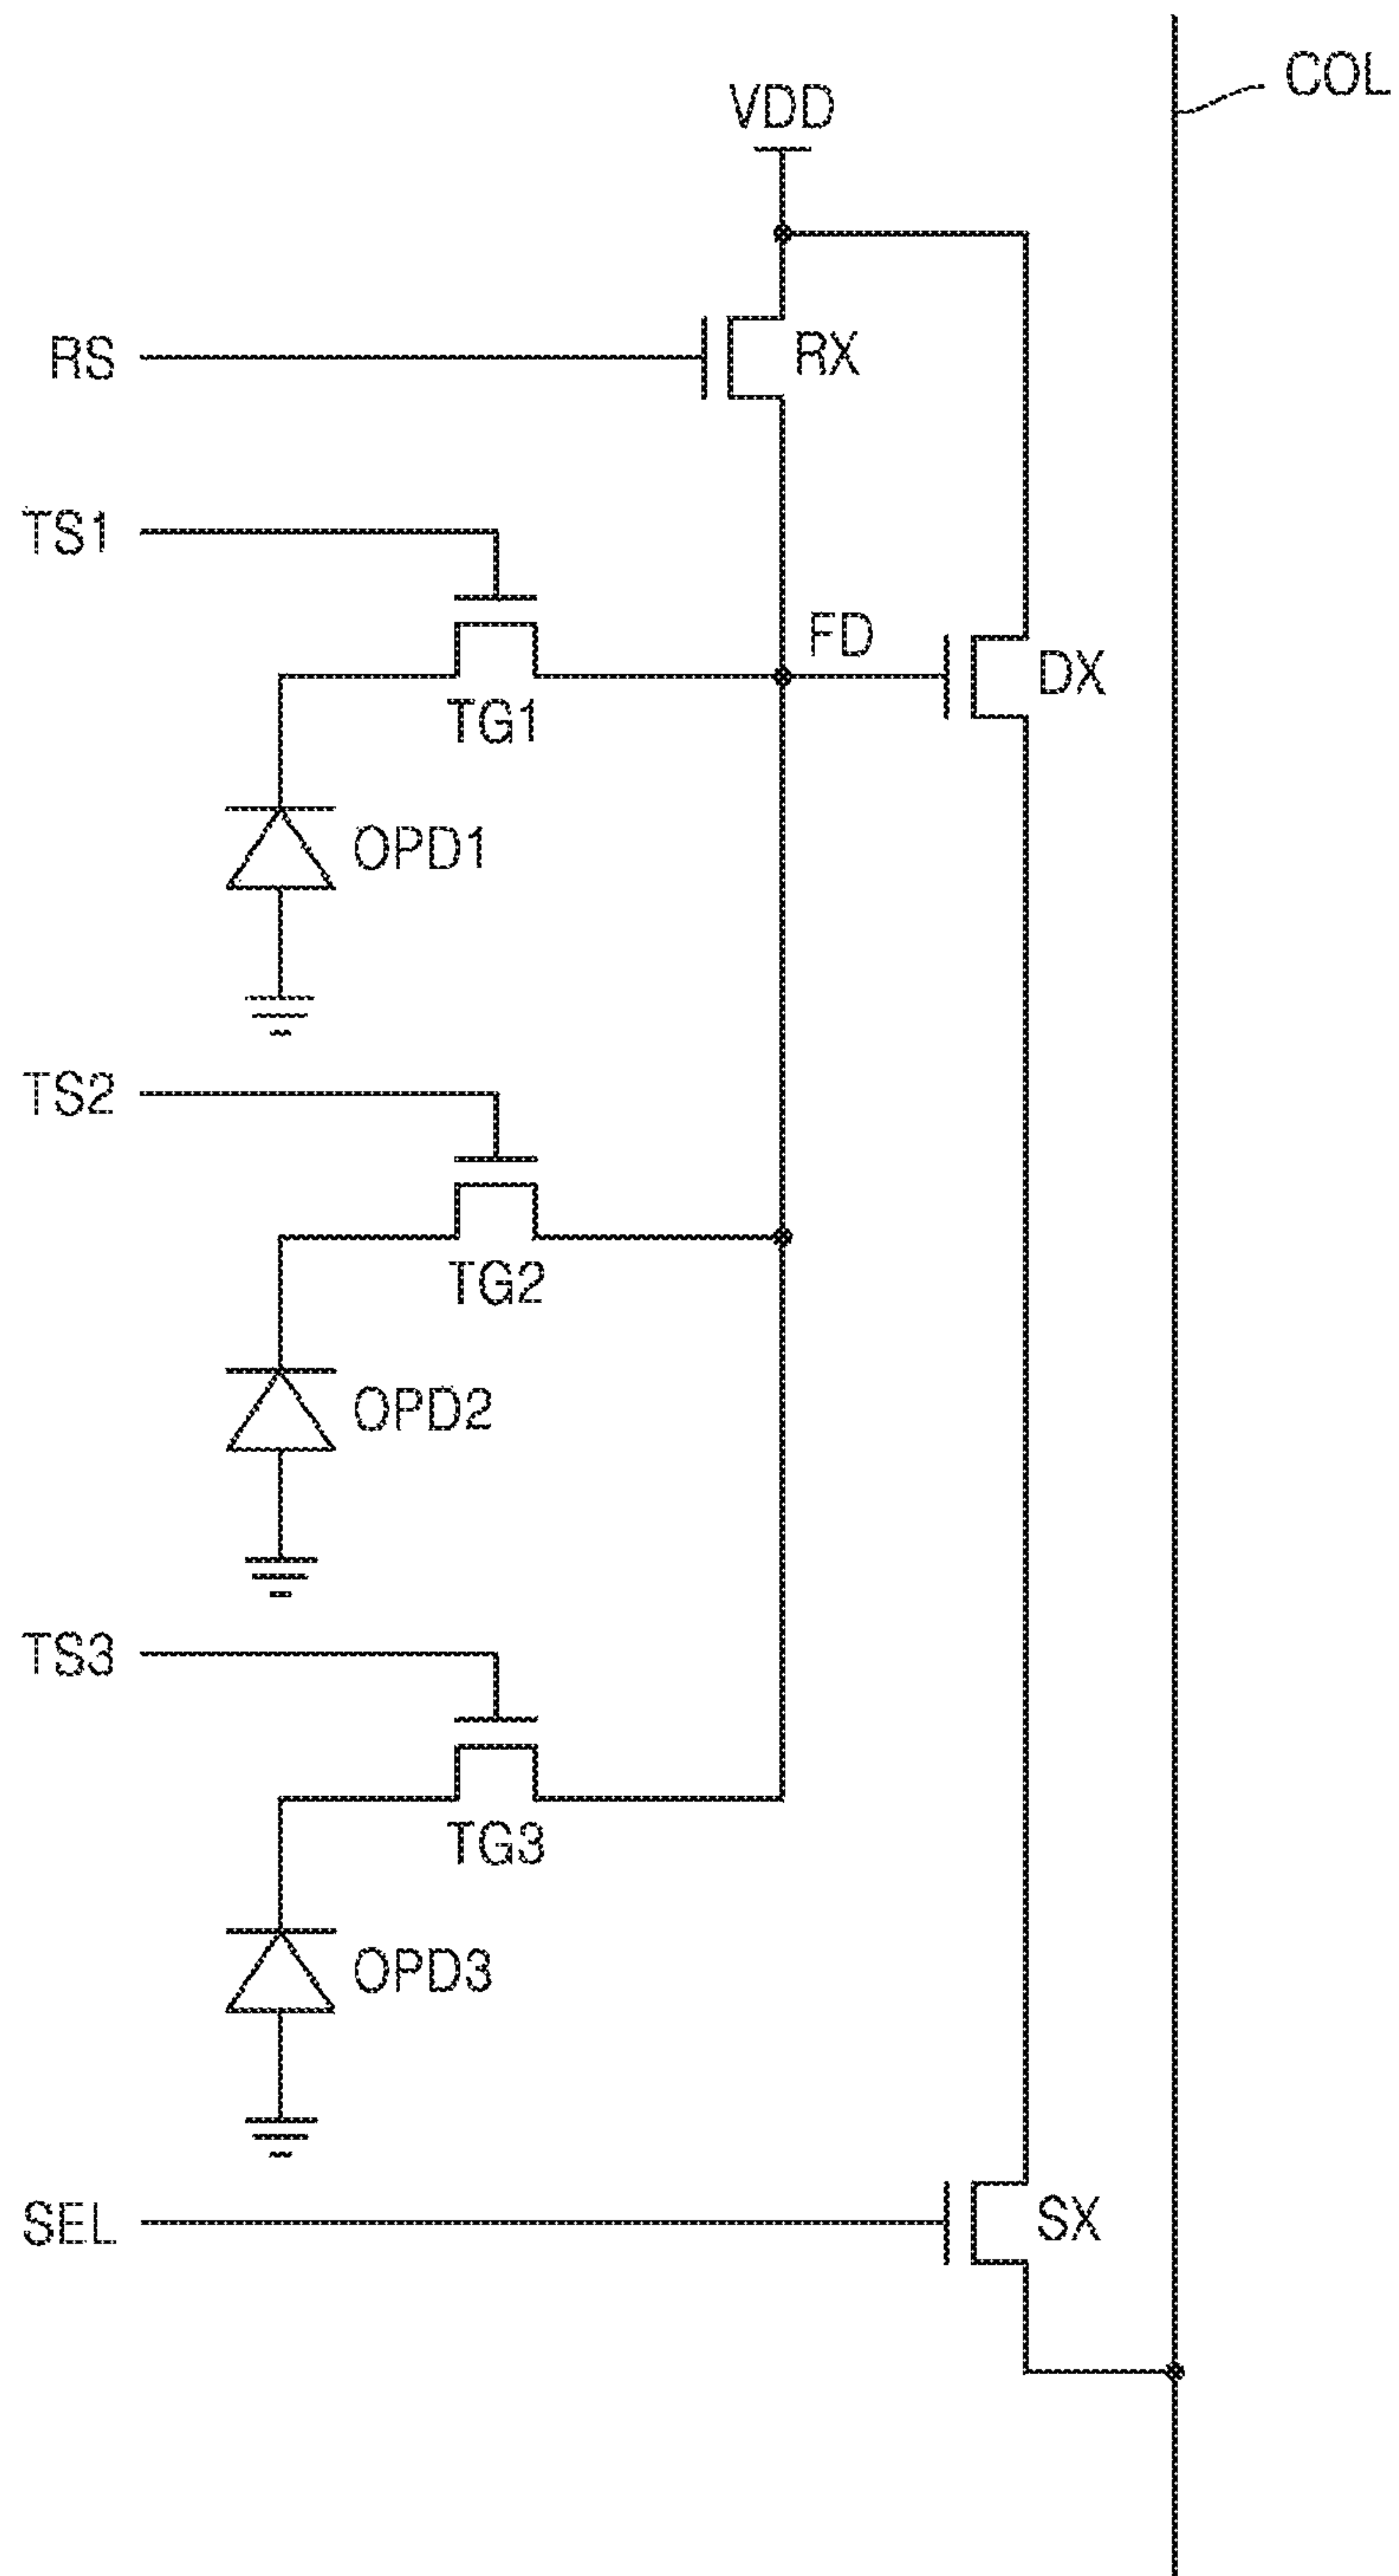 COL
VDD
RS
RX
TS1
FD
DX
TG1
OPD1
TS2
TG2
OPD2
TS3
TG3
OPD3
SEL
SX